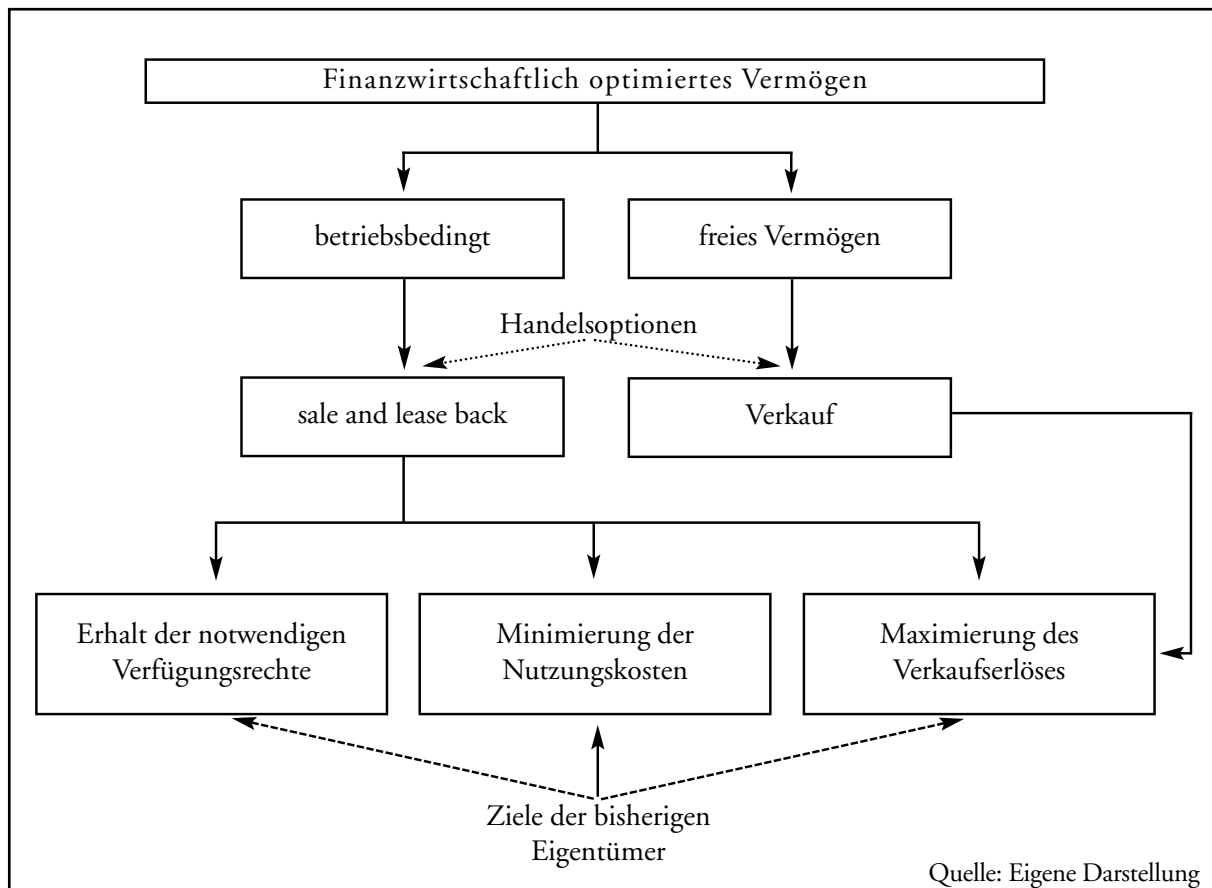 Finanzwirtschaftlich optimiertes Vermögen
betriebsbedingt
freies Vermögen
Handelsoptionen
sale and lease back
Verkauf
Erhalt der notwendigen
Verfügungsrechte
Minimierung der
Nutzungskosten
Maximierung des
Verkaufserlöses
Ziele der bisherigen
Eigentümer
Quelle: Eigene Darstellung